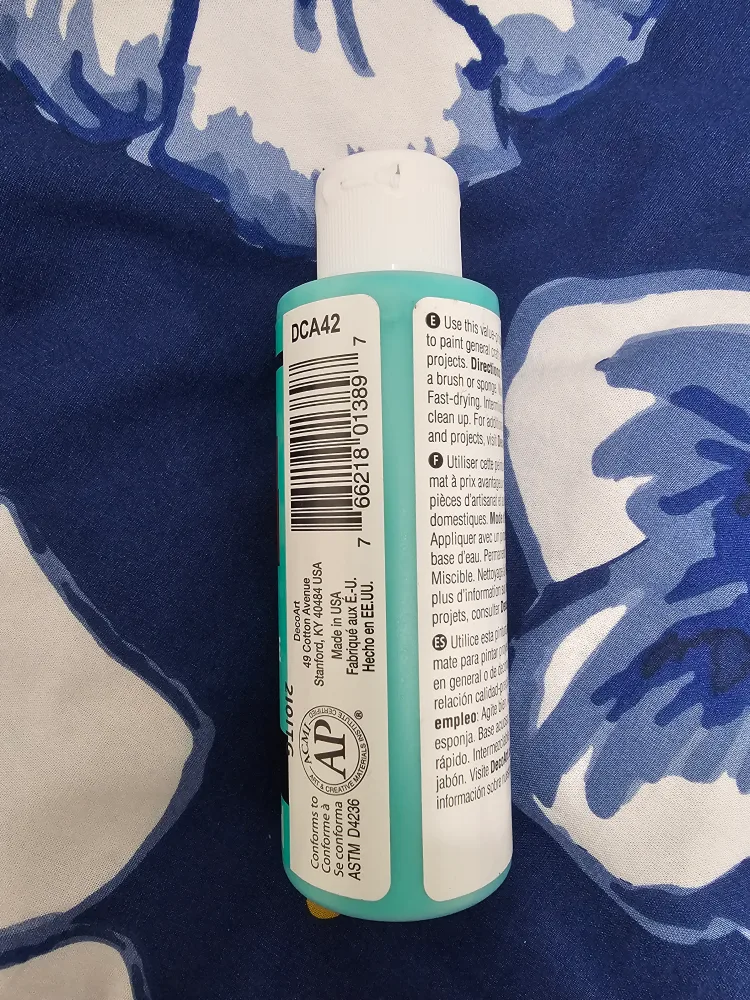 DCA42
7 66218 01389 7
DecoArt
49 Cotton Avenue
Stanford, KY 40484 USA
Made in USA
Fabriqué aux É.-U.
Hecho en EE.UU.
ACMI
AP
®
ART & CREATIVE MATERIALS INSTITUTE CERTIFIED
Conforms to
Conforme à
Se conforma
ASTM D4236
E Use this value-
to paint general craft
projects. Direction
a brush or sponge.
Fast-drying.
clean up. For
and projects, visit
F Utiliser cette
mat à prix
pièces d'artisanat
domestiques.
Appliquer avec un
base d'eau.
Miscible.
plus d'information
projets, consulter
ES Utilice esta
mate para pintar
en general o de
relación calidad-
empleo: Agite
esponja. Base
rápido.
jabón. Visite
información sobre